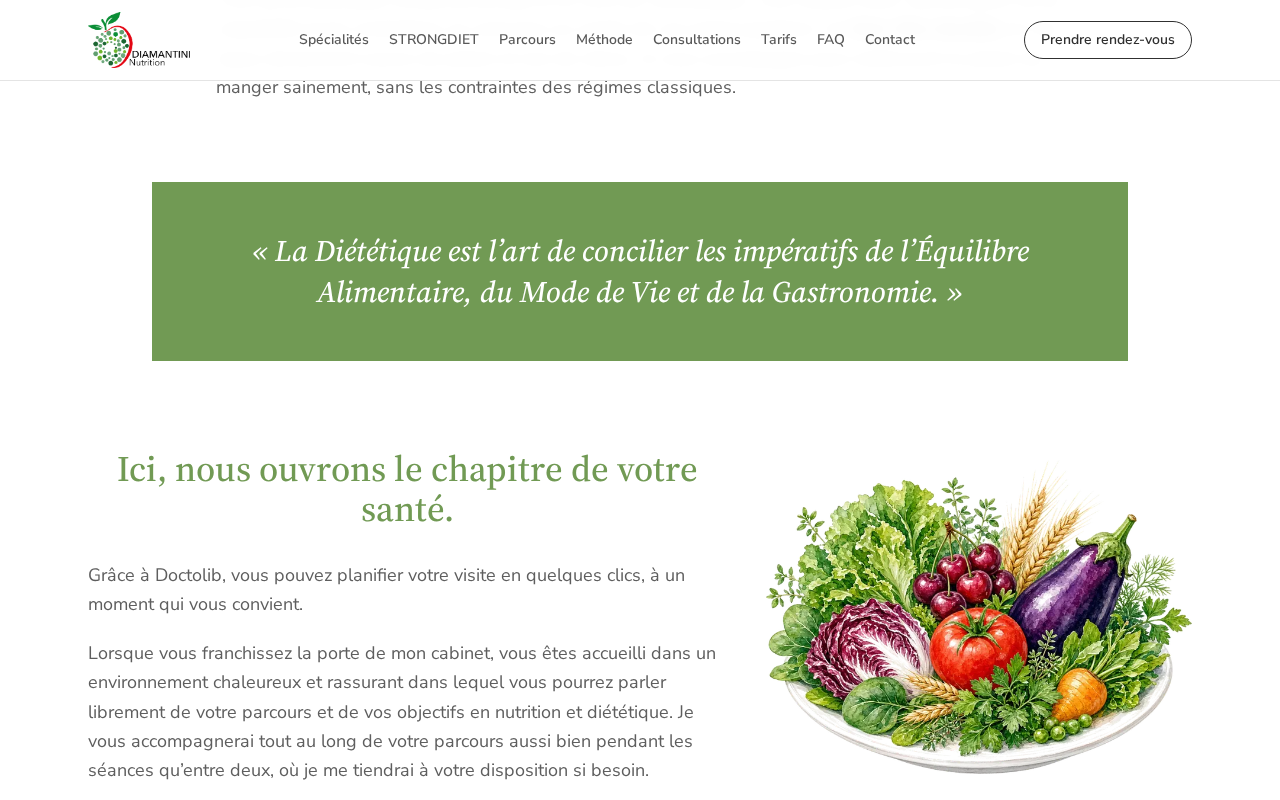 DIAMANTINI
Nutrition
Spécialités STRONGDIET Parcours Méthode Consultations Tarifs FAQ Contact
Prendre rendez-vous
manger sainement, sans les contraintes des régimes classiques.
« La Diététique est l’art de concilier les impératifs de l’Équilibre
Alimentaire, du Mode de Vie et de la Gastronomie. »
Ici, nous ouvrons le chapitre de votre
santé.
Grâce à Doctolib, vous pouvez planifier votre visite en quelques clics, à un
moment qui vous convient.
Lorsque vous franchissez la porte de mon cabinet, vous êtes accueilli dans un
environnement chaleureux et rassurant dans lequel vous pourrez parler
librement de votre parcours et de vos objectifs en nutrition et diététique. Je
vous accompagnerai tout au long de votre parcours aussi bien pendant les
séances qu’entre deux, où je me tiendrai à votre disposition si besoin.